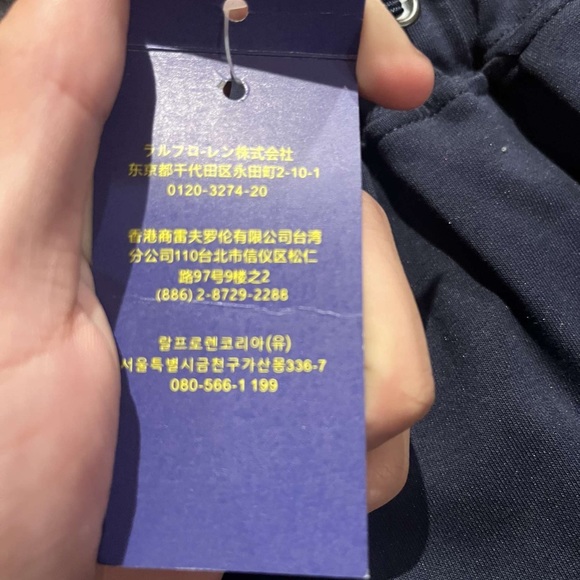 ラルフロ-レン株式会社
东京都千代田区永田町2-10-1
0120-3274-20
香港商雷夫罗伦有限公司台湾
分公司110台北市信仪区松仁
路97号9楼之2
(886) 2-8729-2288
랄프로렌코리아(유)
서울특별시금천구가산몽336-7
080-566-1 199